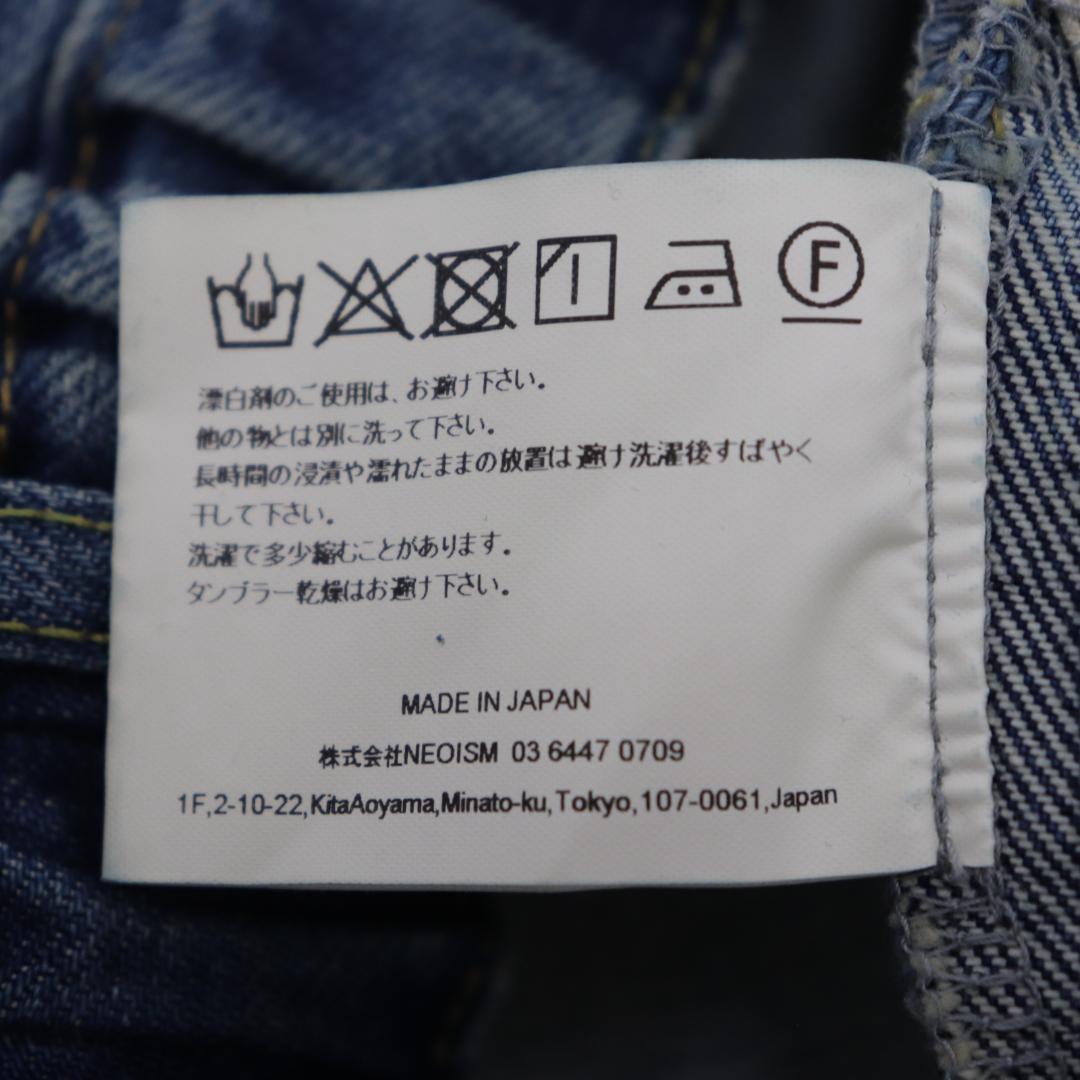 F
漂白剤のご使用は、お避け下さい。
他の物とは別に洗って下さい。
長時間の浸漬や濡れたままの放置は避け洗濯後すばやく
干して下さい。
洗濯で多少縮むことがあります。
タンブラー乾燥はお避け下さい。
MADE IN JAPAN
株式会社NEOISM 03 6447 0709
1F,2-10-22,KitaAoyama,Minato-ku,Tokyo,107-0061,Japan